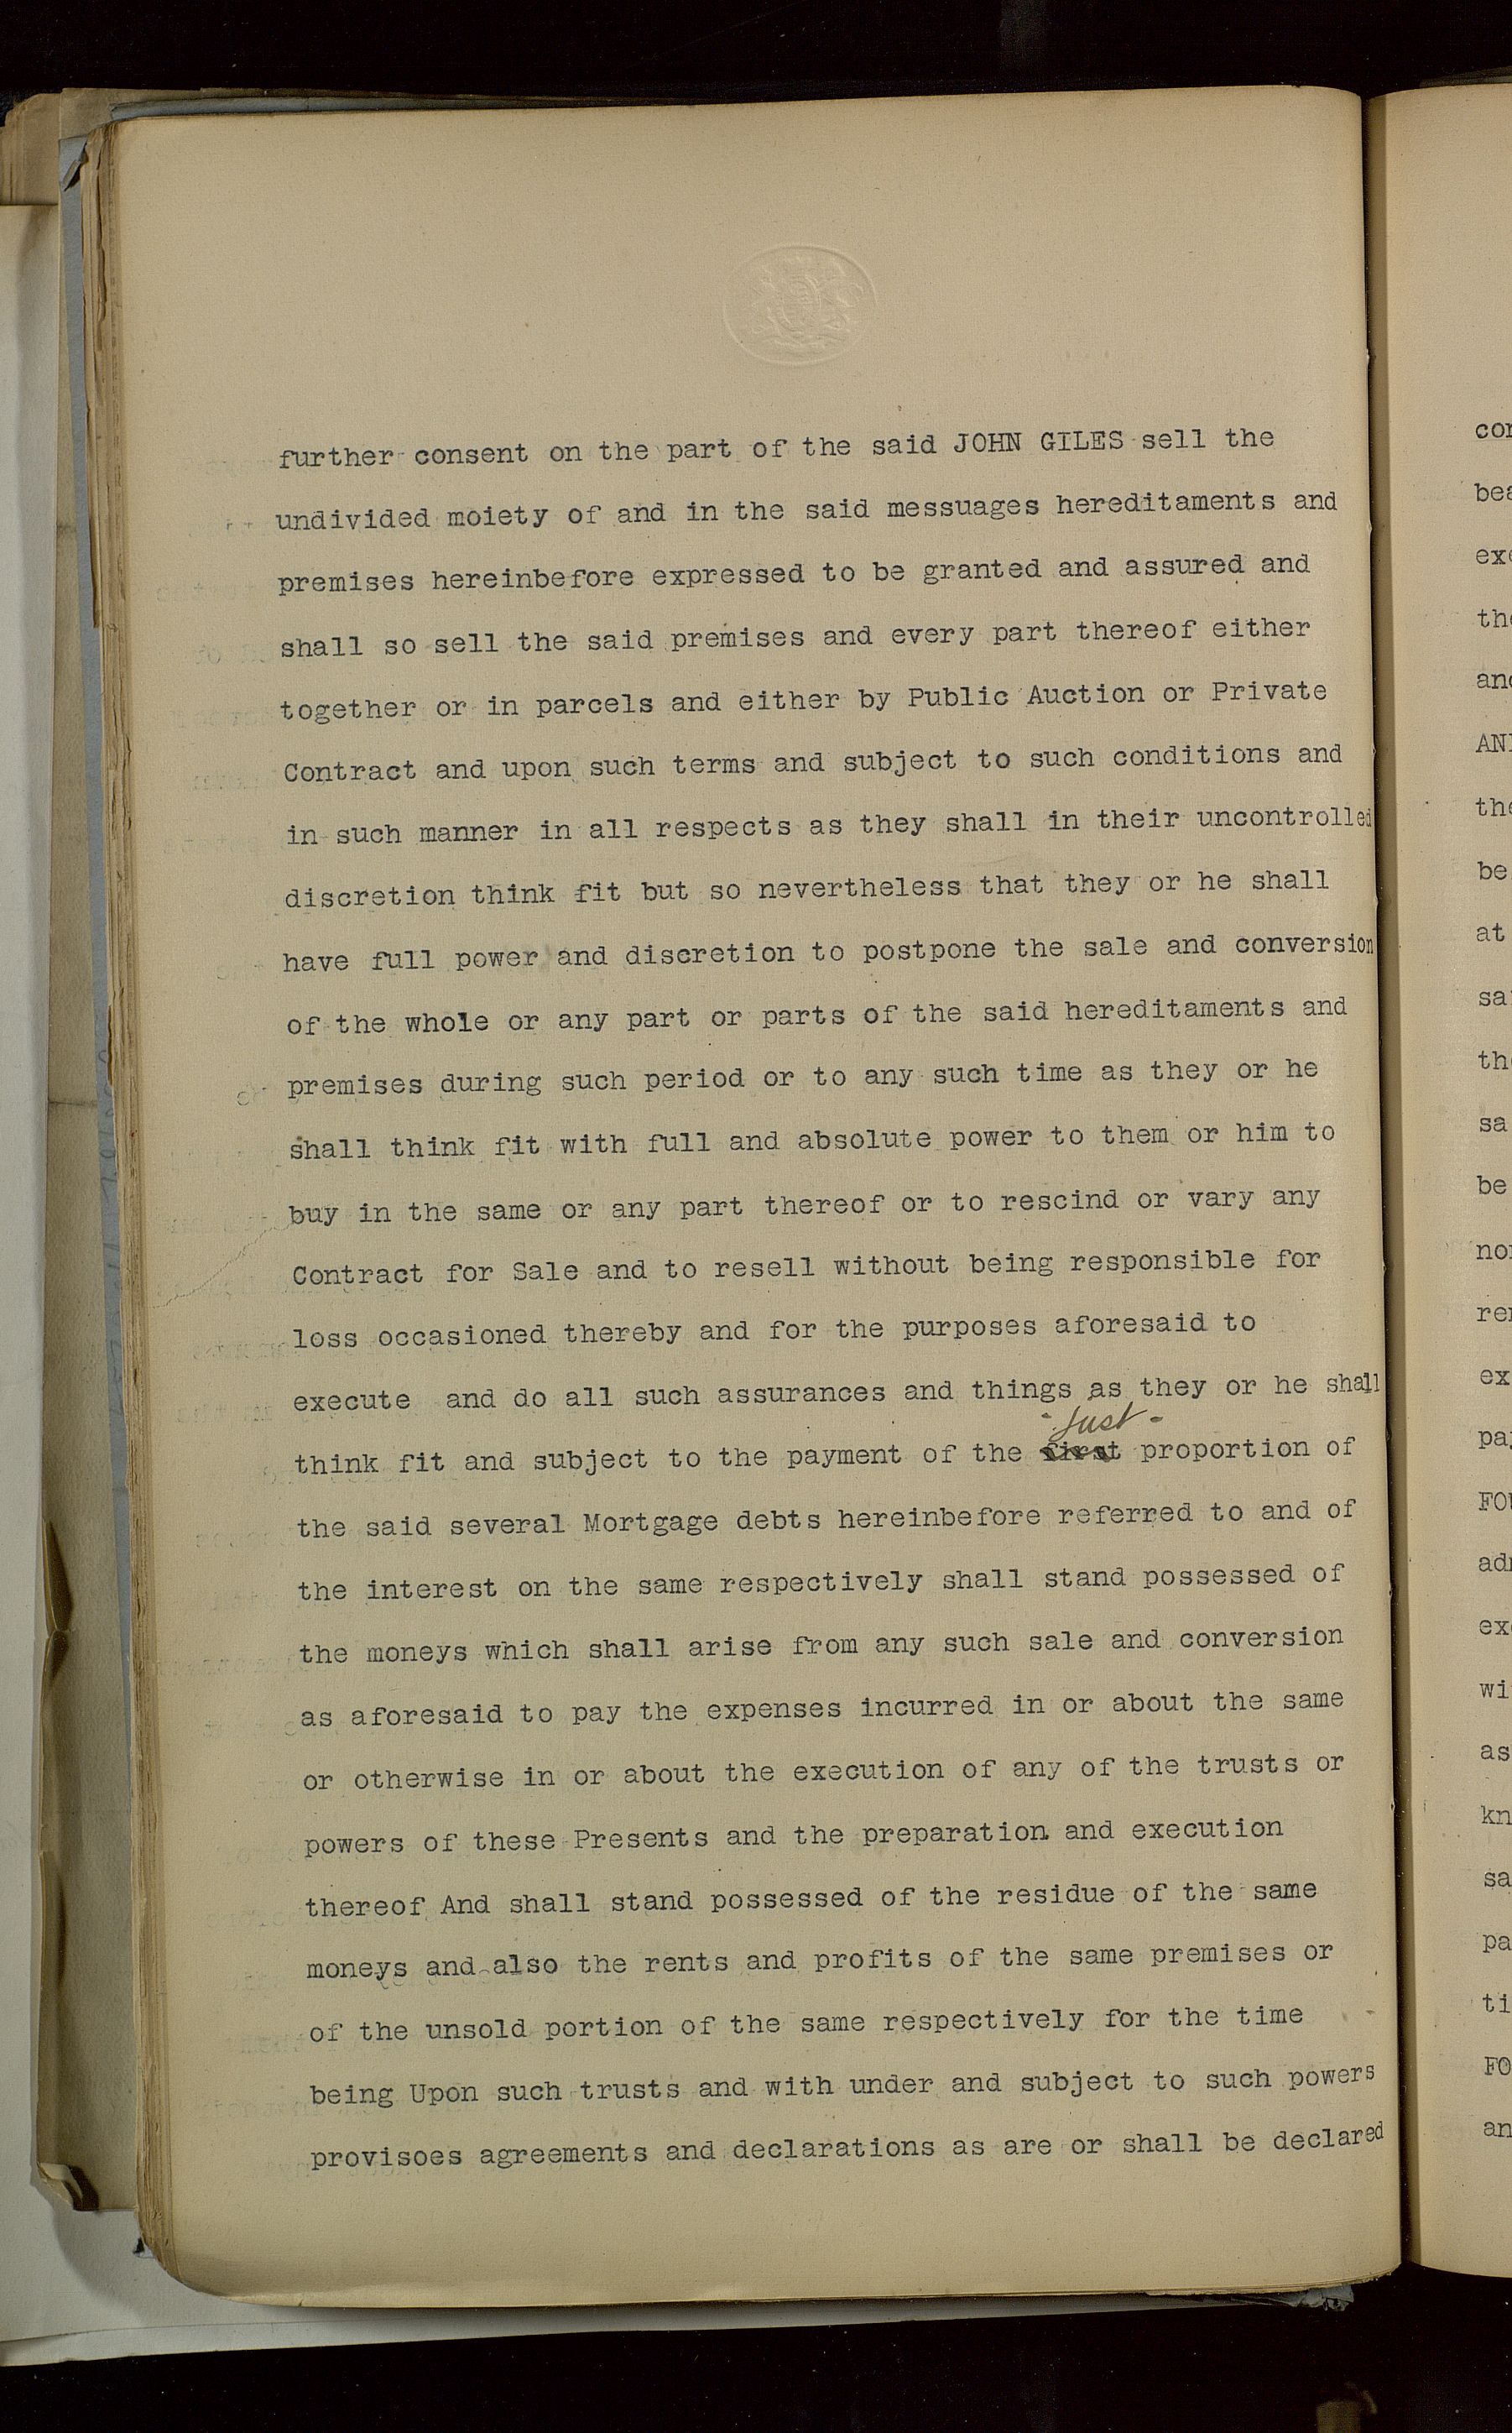 further consent on the part of the said JOHN GILES sell the
undivided moiety of and in the said messuages hereditaments and
premises hereinbefore expressed to be granted and assured and
shall so sell the said premises and every part thereof either
together or in parcels and either by Public Auction or Private
Contract and upon such terms and subject to such conditions and
in such manner in all respects as they shall in their uncontrolled
discretion think fit but so nevertheless that they or he shall
have full power and discretion to postpone the sale and conversion
of the whole or any part or parts of the said hereditaments and
premises during such period or to any such time as they or he
shall think fit with full and absolute power to them or him to
buy in the same or any part thereof or to rescind or vary any
Contract for Sale and to resell without being responsible for
loss occasioned thereby and for the purposes aforesaid to
execute and do all such assurances and things as they or he shall
just
think fit and subject to the payment of the first proportion of
the said several Mortgage debts hereinbefore referred to and of
the interest on the same respectively shall stand possessed of
the moneys which shall arise from any such sale and conversion
as aforesaid to pay the expenses incurred in or about the same
or otherwise in or about the execution of any of the trusts or
powers of these Presents and the preparation and execution
thereof And shall stand possessed of the residue of the same
moneys and also the rents and profits of the same premises or
of the unsold portion of the same respectively for the time
being Upon such trusts and with under and subject to such powers
provisoes agreements and declarations as are or shall be declared